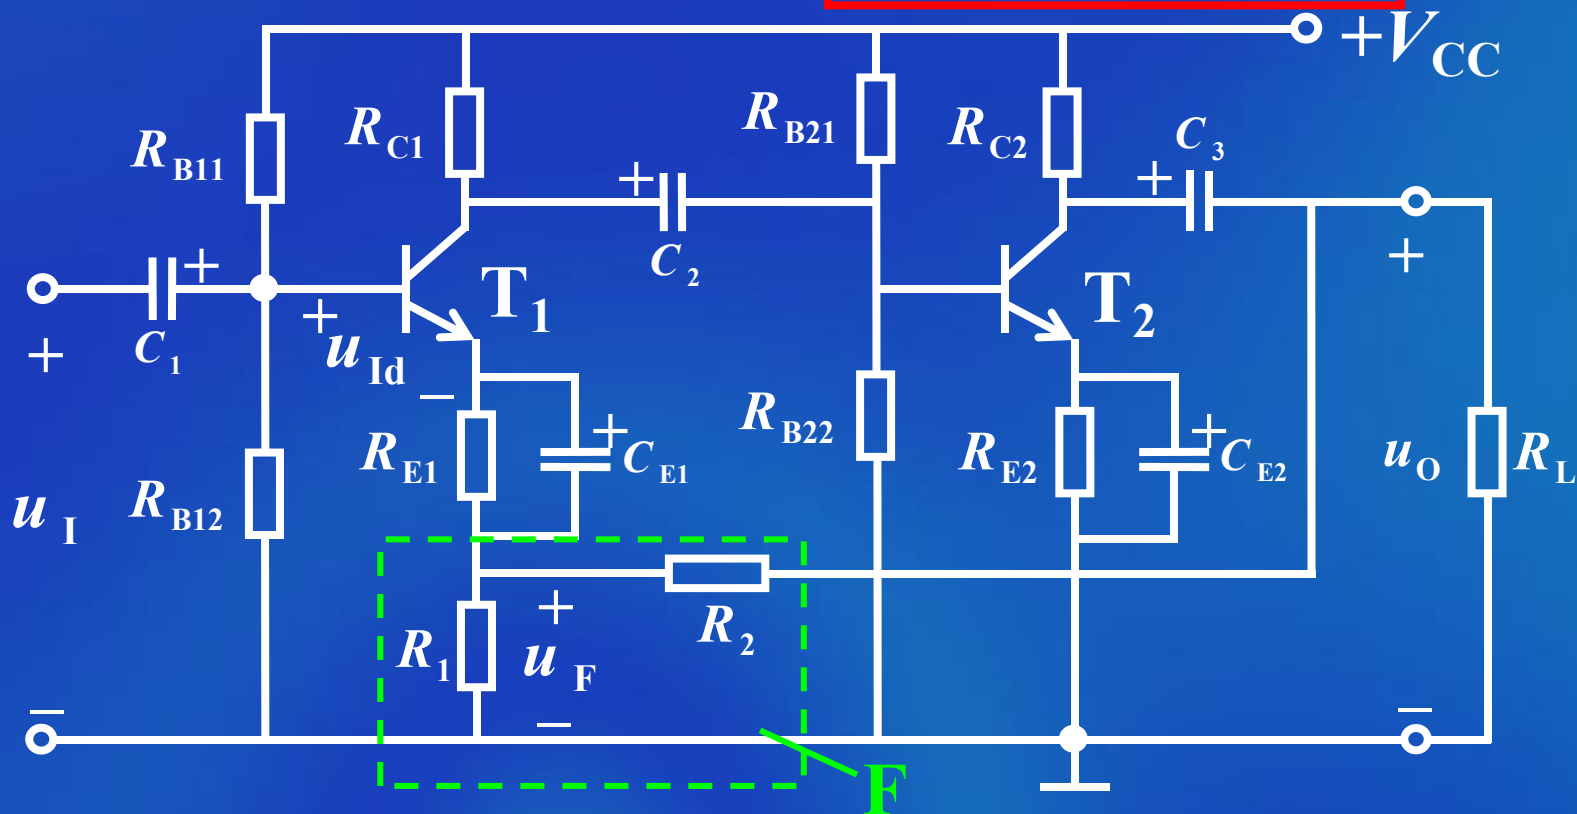 +VCC
RB11
RC1
RB21
RC2
C3
+
+
+
C2
+
T1
T2
+
C1
+
+
uId
−
RE1
+
CE1
RB22
RE2
+
CE2
uO
RL
uI
RB12
R1
+
uF
−
R2
−
−
F